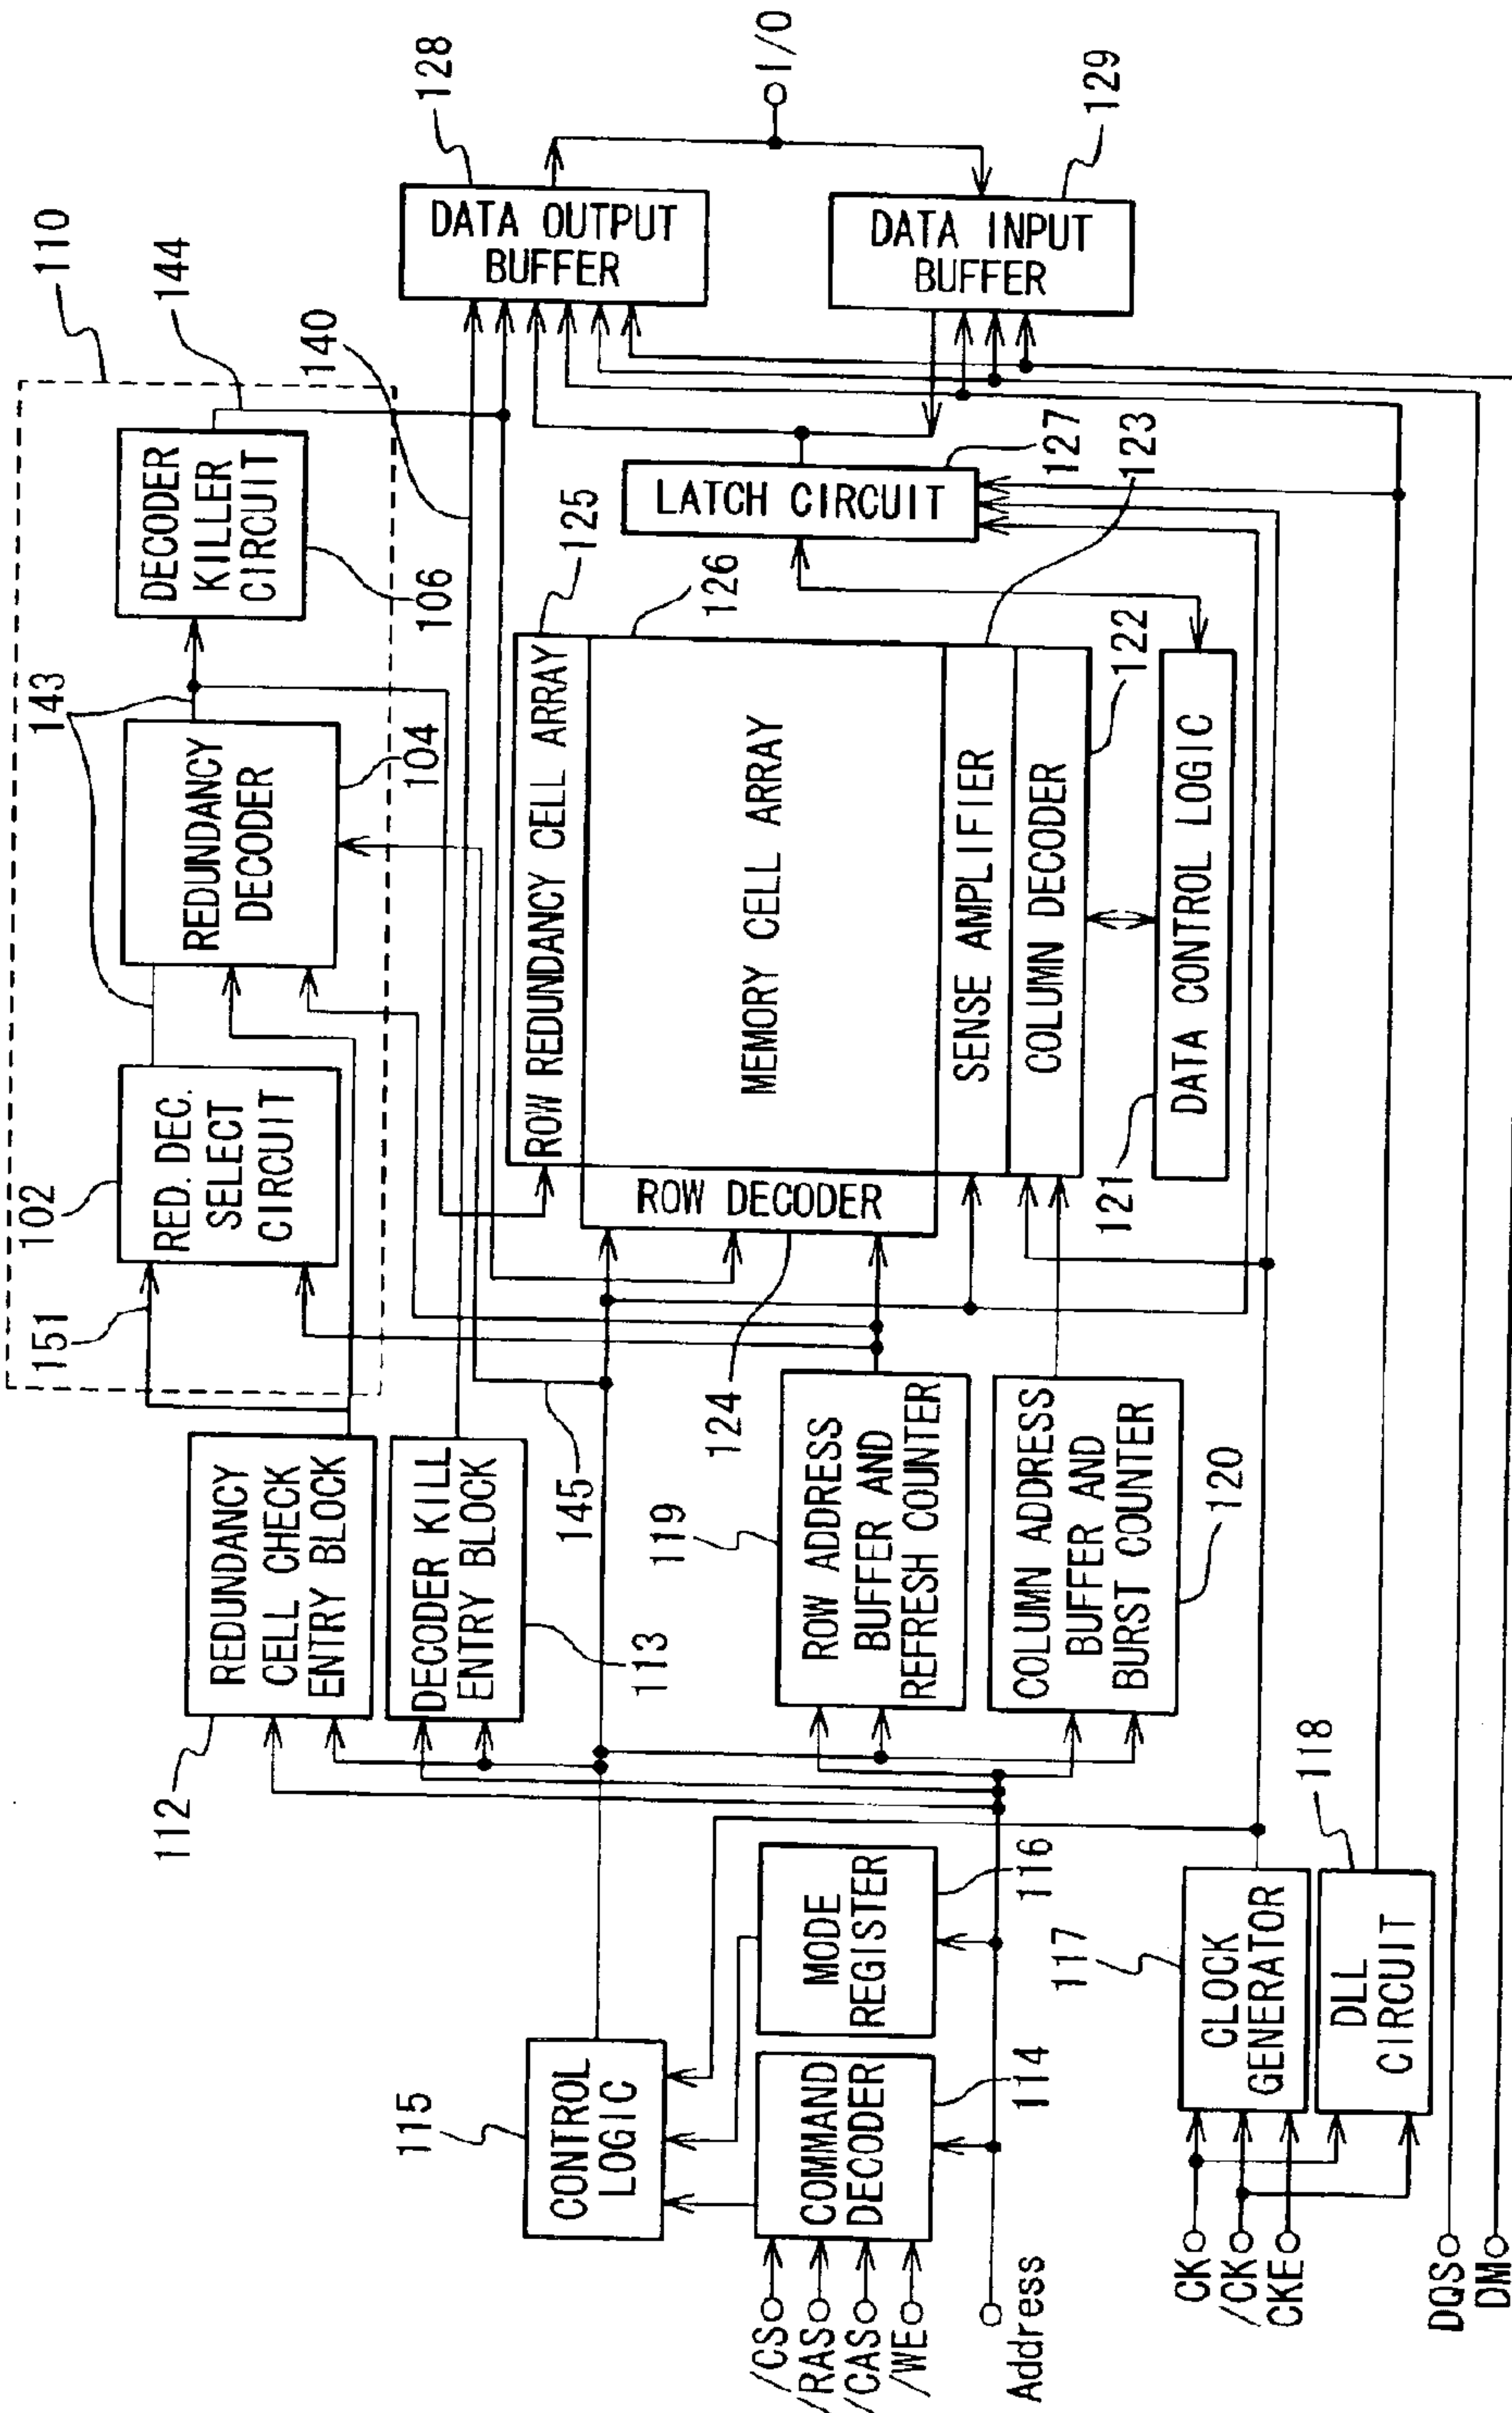 110
144
140
128
I/O
129
143
102
151
RED. DEC.
SELECT
CIRCUIT
REDUNDANCY
DECODER
104
DECODER
KILLER
CIRCUIT
106
DATA OUTPUT
BUFFER
DATA INPUT
BUFFER
112
REDUNDANCY
CELL CHECK
ENTRY BLOCK
DECODER KILL
ENTRY BLOCK
113
145
124
ROW REDUNDANCY CELL ARRAY
125
MEMORY CELL ARRAY
126
ROW DECODER
SENSE AMPLIFIER
123
COLUMN DECODER
122
121
DATA CONTROL LOGIC
LATCH CIRCUIT
127
119
ROW ADDRESS
BUFFER AND
REFRESH COUNTER
COLUMN ADDRESS
BUFFER AND
BURST COUNTER
120
115
CONTROL
LOGIC
MODE
REGISTER
116
COMMAND
DECODER
114
/CS
/RAS
/CAS
/WE
Address
117
CLOCK
GENERATOR
118
DLL
CIRCUIT
CK
/CK
CKE
DQS
DM